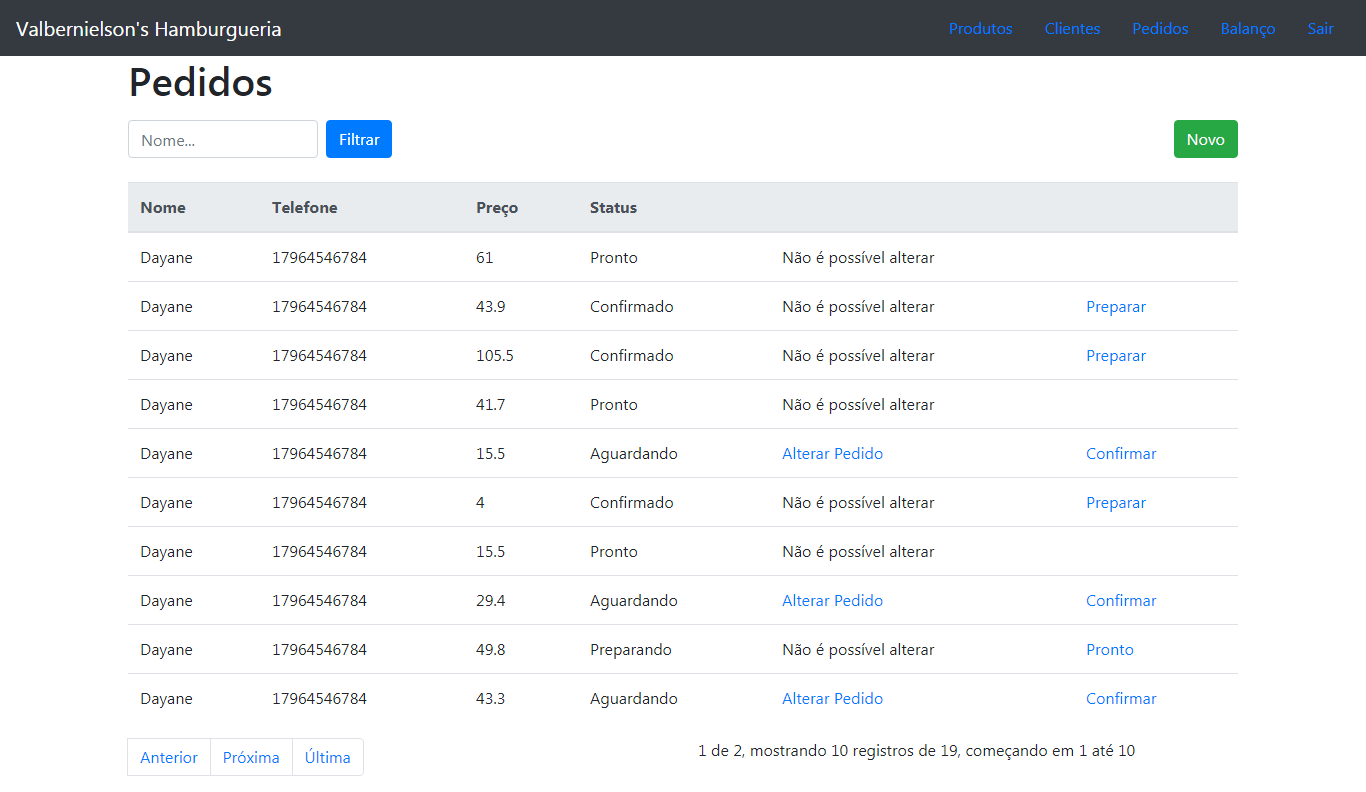 Valbernielson's Hamburgueria Produtos Clientes Pedidos Balanço Sair
Pedidos
Nome... Filtrar Novo
Nome Telefone Preço Status
Dayane 17964546784 61 Pronto Não é possível alterar
Dayane 17964546784 43.9 Confirmado Não é possível alterar Preparar
Dayane 17964546784 105.5 Confirmado Não é possível alterar Preparar
Dayane 17964546784 41.7 Pronto Não é possível alterar
Dayane 17964546784 15.5 Aguardando Alterar Pedido Confirmar
Dayane 17964546784 4 Confirmado Não é possível alterar Preparar
Dayane 17964546784 15.5 Pronto Não é possível alterar
Dayane 17964546784 29.4 Aguardando Alterar Pedido Confirmar
Dayane 17964546784 49.8 Preparando Não é possível alterar Pronto
Dayane 17964546784 43.3 Aguardando Alterar Pedido Confirmar
Anterior Próxima Última 1 de 2, mostrando 10 registros de 19, começando em 1 até 10